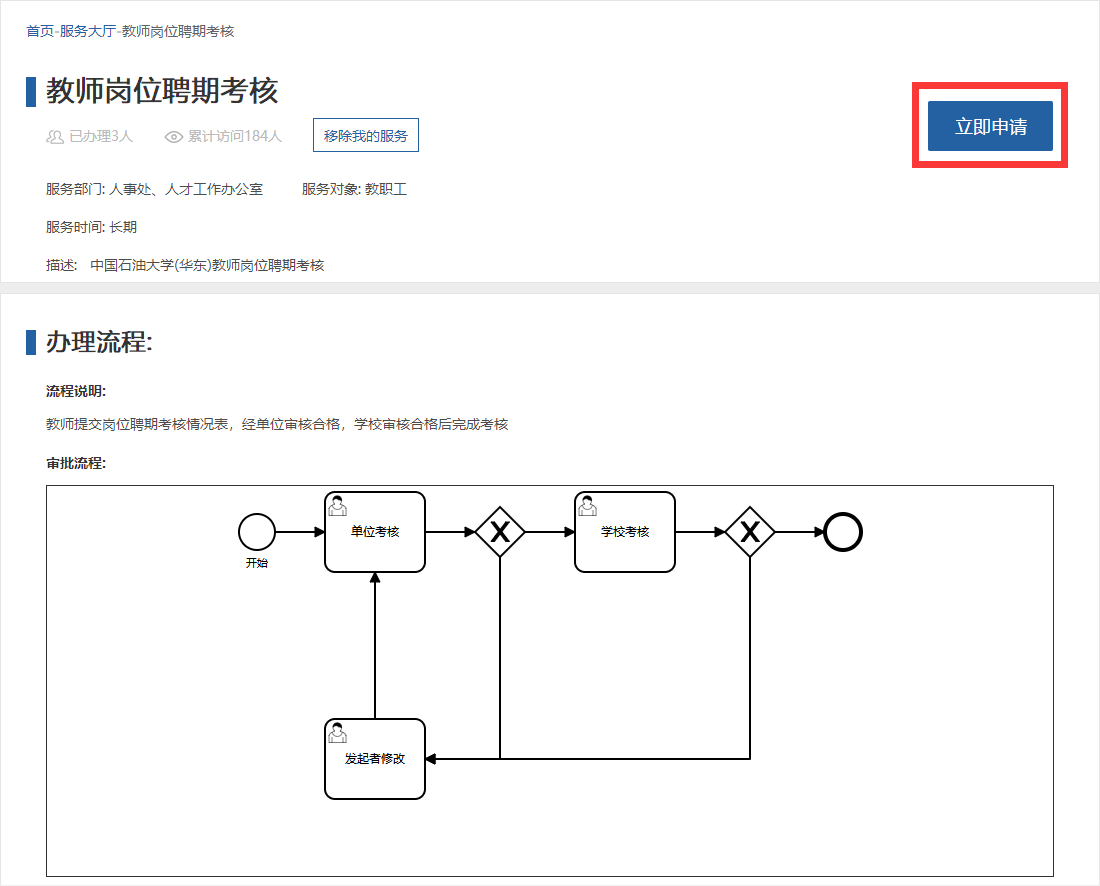 首页-服务大厅-教师岗位聘期考核
教师岗位聘期考核
已办理3人 累计访问184人 移除我的服务
立即申请
服务部门: 人事处、人才工作办公室 服务对象: 教职工
服务时间: 长期
描述: 中国石油大学(华东)教师岗位聘期考核
办理流程:
流程说明:
教师提交岗位聘期考核情况表，经单位审核合格，学校审核合格后完成考核
审批流程:
开始
单位考核
X
学校考核
X
发起者修改